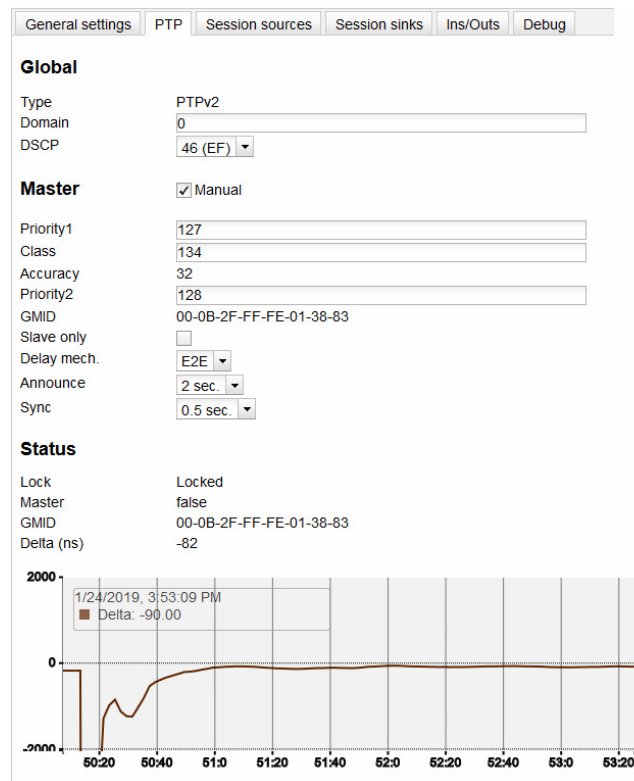 General settings PTP Session sources Session sinks Ins/Outs Debug
Global
Type PTPv2
Domain 0
DSCP 46 (EF)
Master Manual
Priority1 127
Class 134
Accuracy 32
Priority2 128
GMID 00-0B-2F-FF-FE-01-38-83
Slave only
Delay mech. E2E
Announce 2 sec.
Sync 0.5 sec.
Status
Lock Locked
Master false
GMID 00-0B-2F-FF-FE-01-38-83
Delta (ns) -82
2000
1/24/2019, 3:53:09 PM
Delta: -90.00
0
-2000
50:20 50:40 51:0 51:20 51:40 52:0 52:20 52:40 53:0 53:20